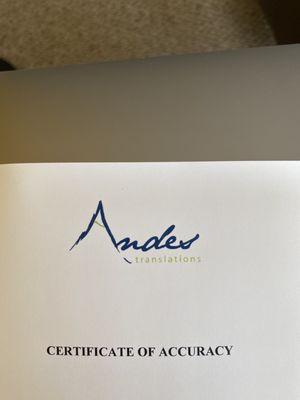 Andes
translations
CERTIFICATE OF ACCURACY